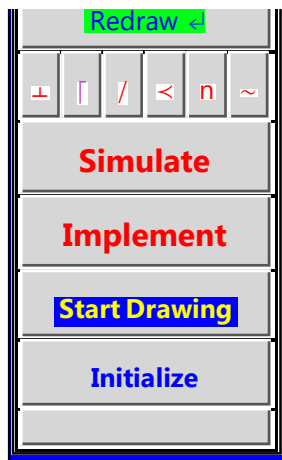 Redraw ↵
⊥ ⌈ / < n ~
Simulate
Implement
Start Drawing
Initialize